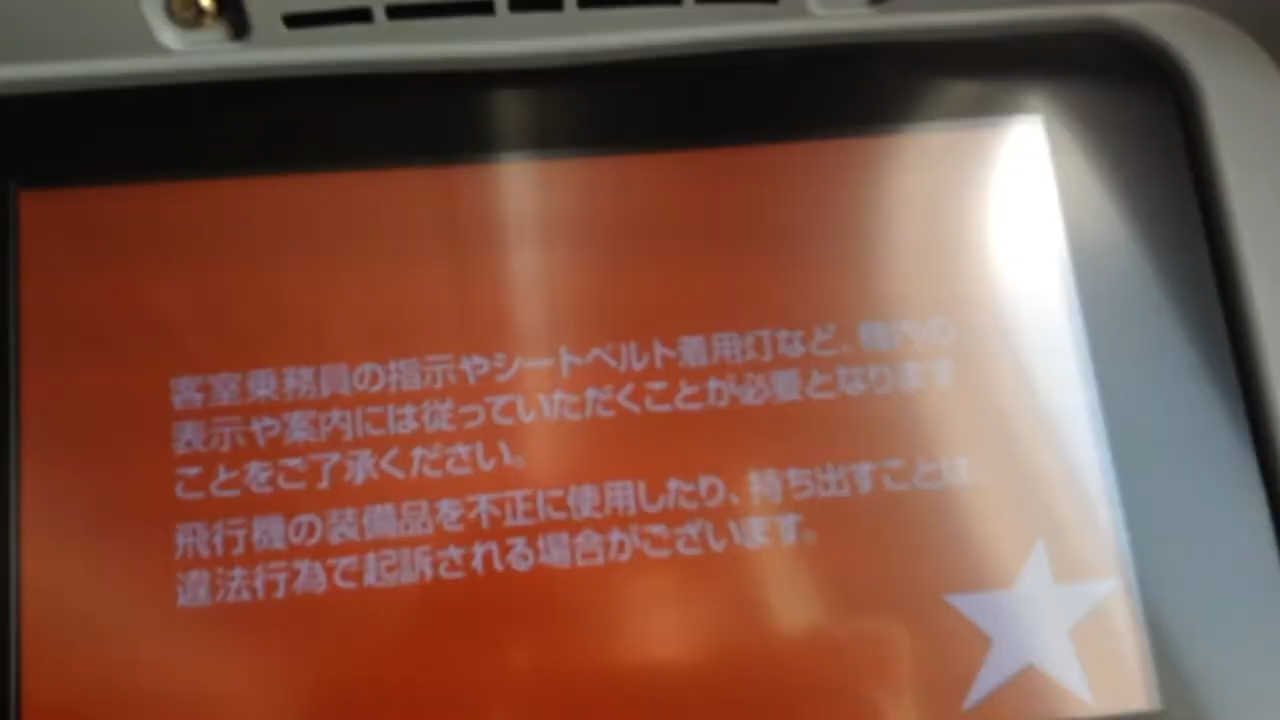 客室乗務員の指示やシートベルト着用灯など、機内の
表示や案内には従っていただくことが必要となります
ことをご了承ください。
飛行機の装備品を不正に使用したり、持ち出すことは、
違法行為で起訴される場合がございます。